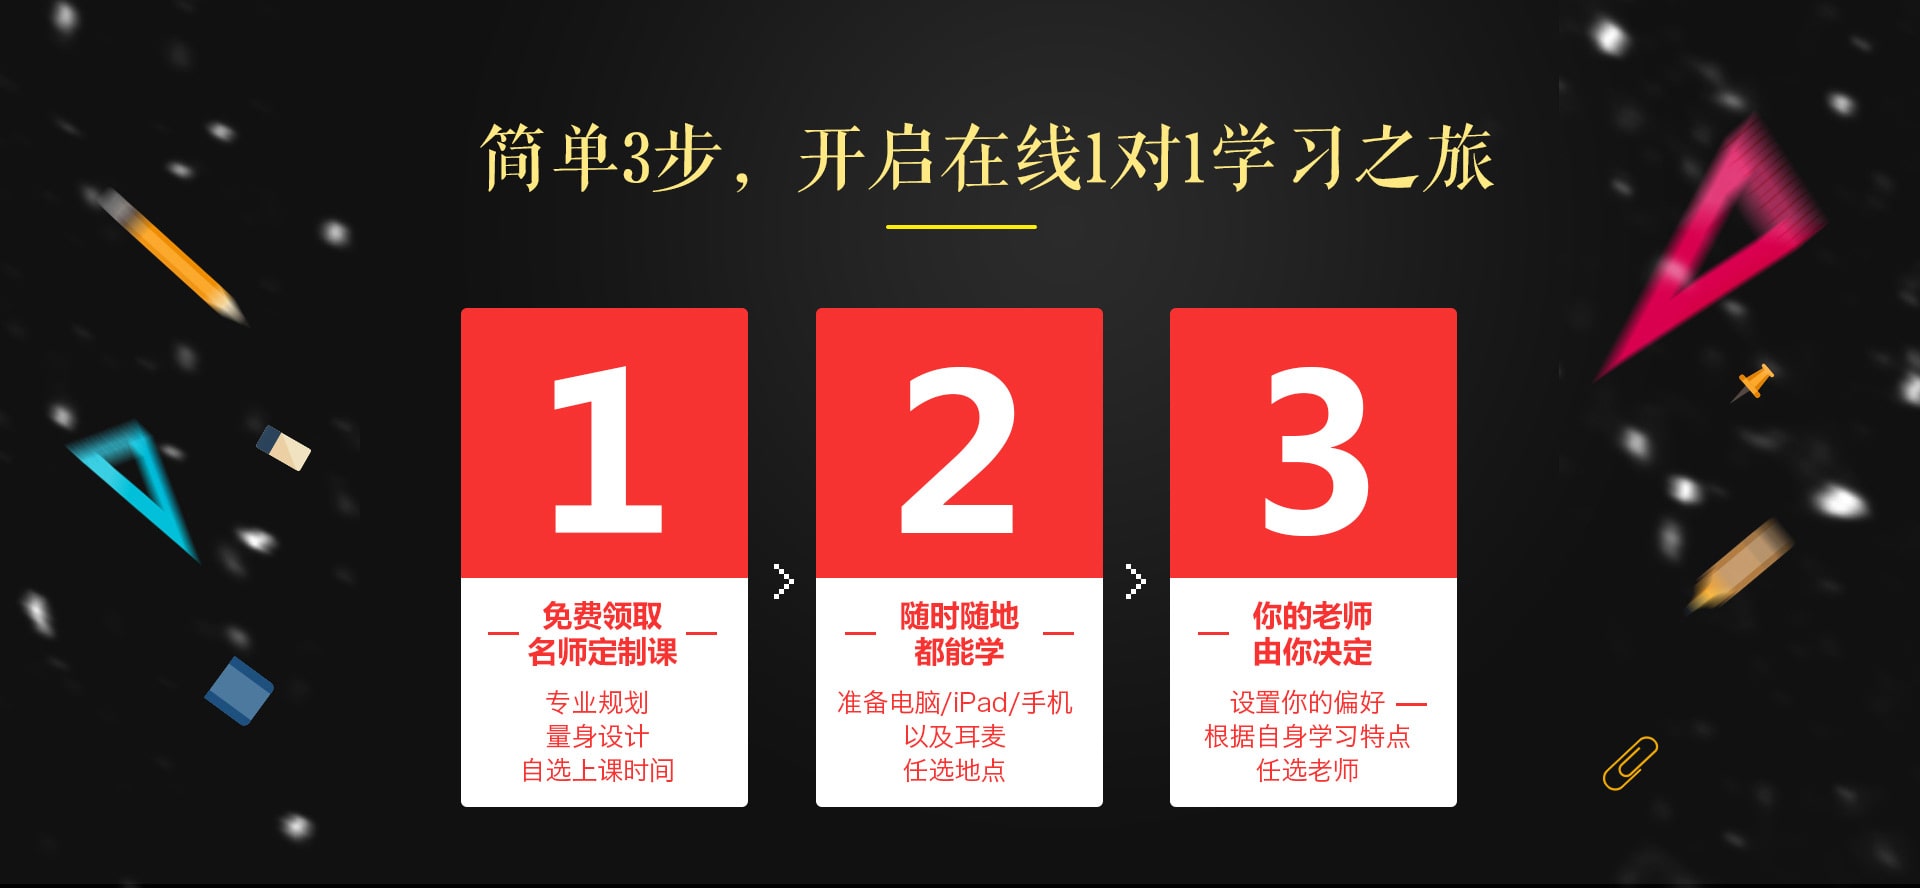 简单3步，开启在线1对1学习之旅
1
免费领取
名师定制课
专业规划
量身设计
自选上课时间
2
随时随地
都能学
准备电脑/iPad/手机
以及耳麦
任选地点
3
你的老师
由你决定
设置你的偏好
根据自身学习特点
任选老师